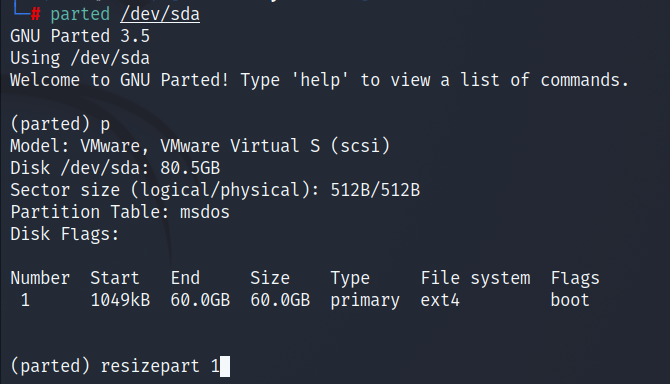 └─# parted /dev/sda
GNU Parted 3.5
Using /dev/sda
Welcome to GNU Parted! Type 'help' to view a list of commands.
(parted) p
Model: VMware, VMware Virtual S (scsi)
Disk /dev/sda: 80.5GB
Sector size (logical/physical): 512B/512B
Partition Table: msdos
Disk Flags:
Number  Start   End     Size    Type     File system  Flags
 1      1049kB  60.0GB  60.0GB  primary  ext4         boot
(parted) resizepart 1